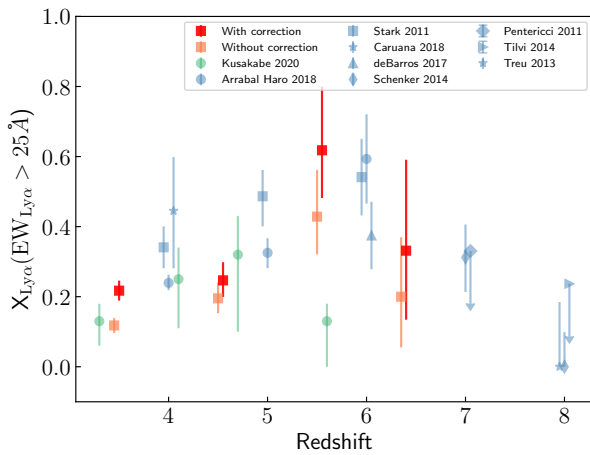 1.0
0.8
0.6
0.4
0.2
0.0
X_Lyα(EW_Lyα > 25Å)
With correction
Without correction
Kusakabe 2020
Arrabal Haro 2018
Stark 2011
Caruana 2018
deBarros 2017
Schenker 2014
Pentericci 2011
Tilvi 2014
Treu 2013
4 5 6 7 8
Redshift